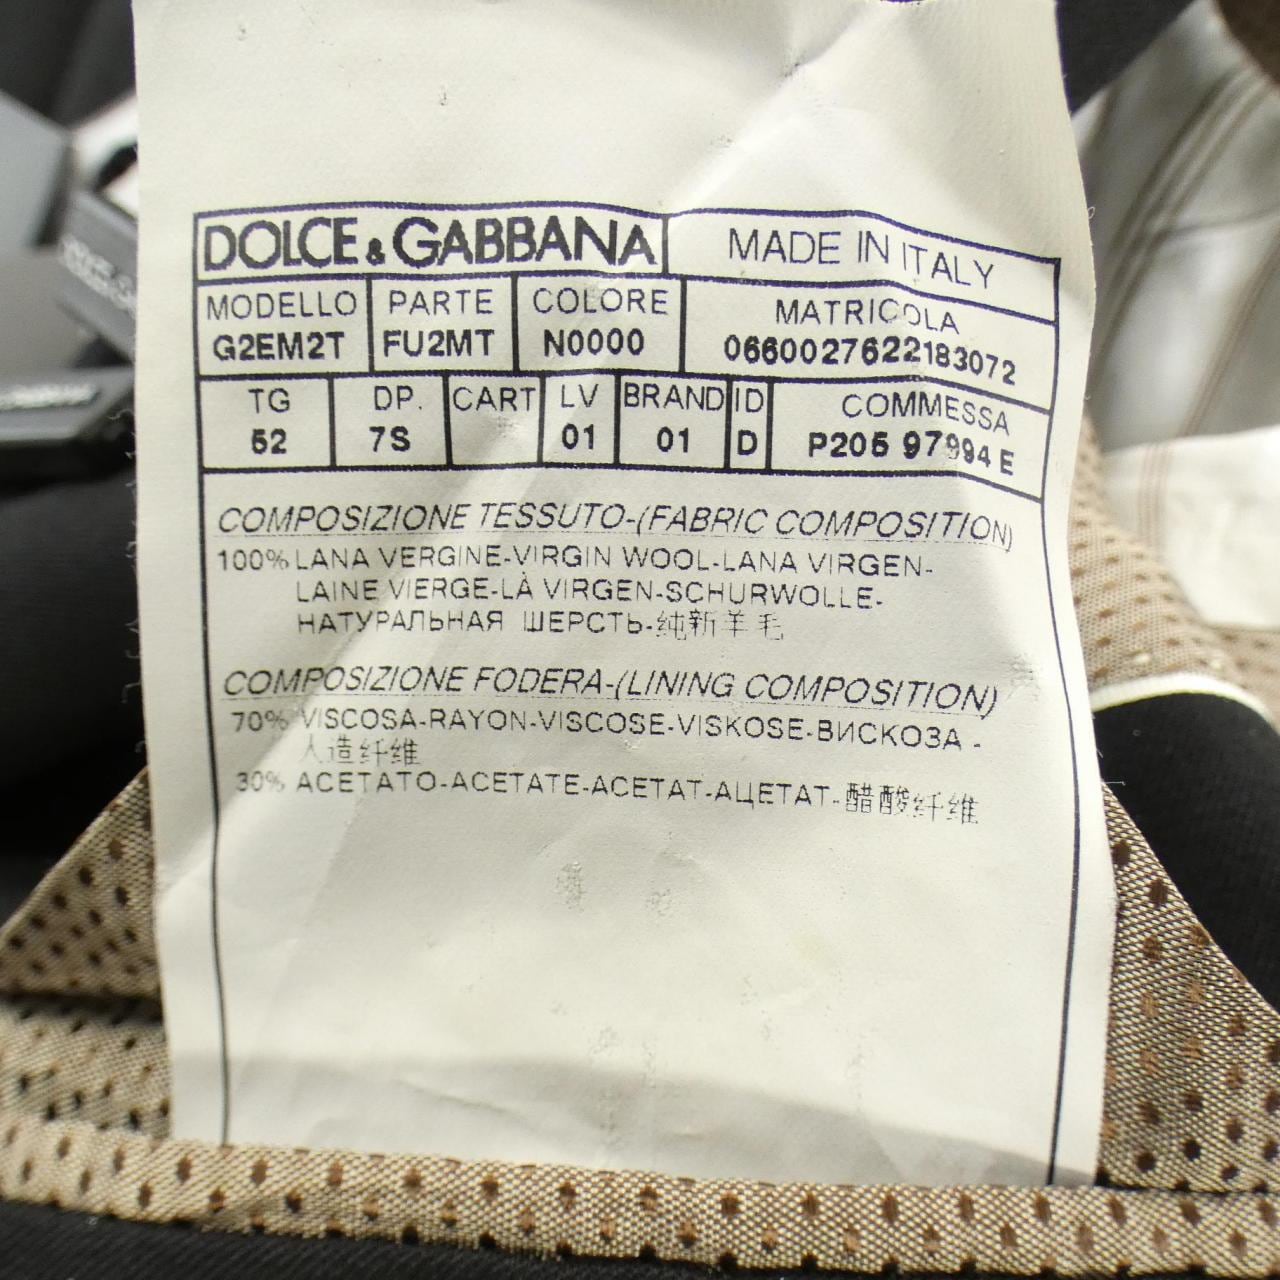 DOLCE & GABBANA MADE IN ITALY
MODELLO PARTE COLORE MATRICOLA
G2EM2T FU2MT N0000 0660027622183072
TG DP. CART LV BRAND ID COMMESSA
52 7S 01 01 D P205 97994 E
COMPOSIZIONE TESSUTO-(FABRIC COMPOSITION)
100% LANA VERGINE-VIRGIN WOOL-LANA VIRGEN-
LAINE VIERGE-LÀ VIRGEN-SCHURWOLLE-
НАТУРАЛЬНАЯ ШЕРСТЬ-纯新羊毛
COMPOSIZIONE FODERA-(LINING COMPOSITION)
70% VISCOSA-RAYON-VISCOSE-VISKOSE-ВИСКОЗА -
人造纤维
30% ACETATO-ACETATE-ACETAT-АЦЕТАТ-醋酸纤维